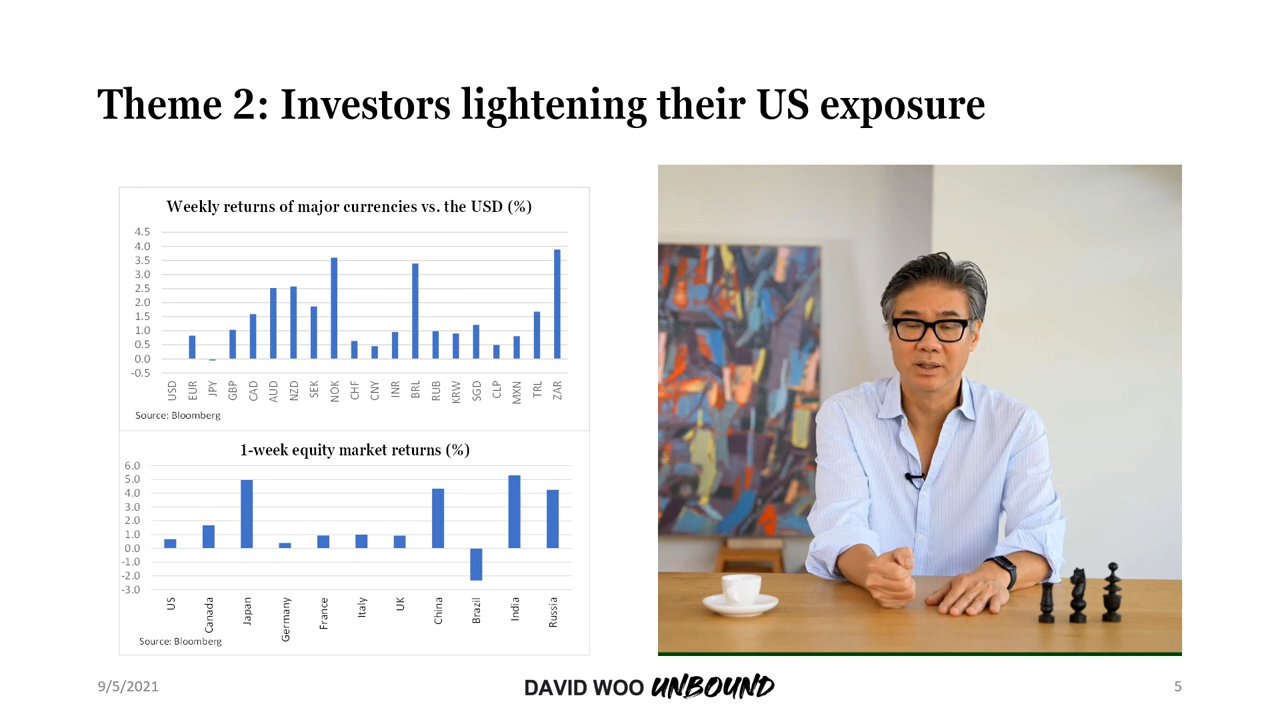 Theme 2: Investors lightening their US exposure
Weekly returns of major currencies vs. the USD (%)
4.5
4.0
3.5
3.0
2.5
2.0
1.5
1.0
0.5
0.0
-0.5
USD
EUR
JPY
GBP
CAD
AUD
NZD
SEK
NOK
CHF
CNY
INR
BRL
RUB
KRW
SGD
CLP
MXN
TRL
ZAR
Source: Bloomberg
1-week equity market returns (%)
6.0
5.0
4.0
3.0
2.0
1.0
0.0
-1.0
-2.0
-3.0
US
Canada
Japan
Germany
France
Italy
UK
China
Brazil
India
Russia
Source: Bloomberg
9/5/2021
DAVID WOO UNBOUND
5